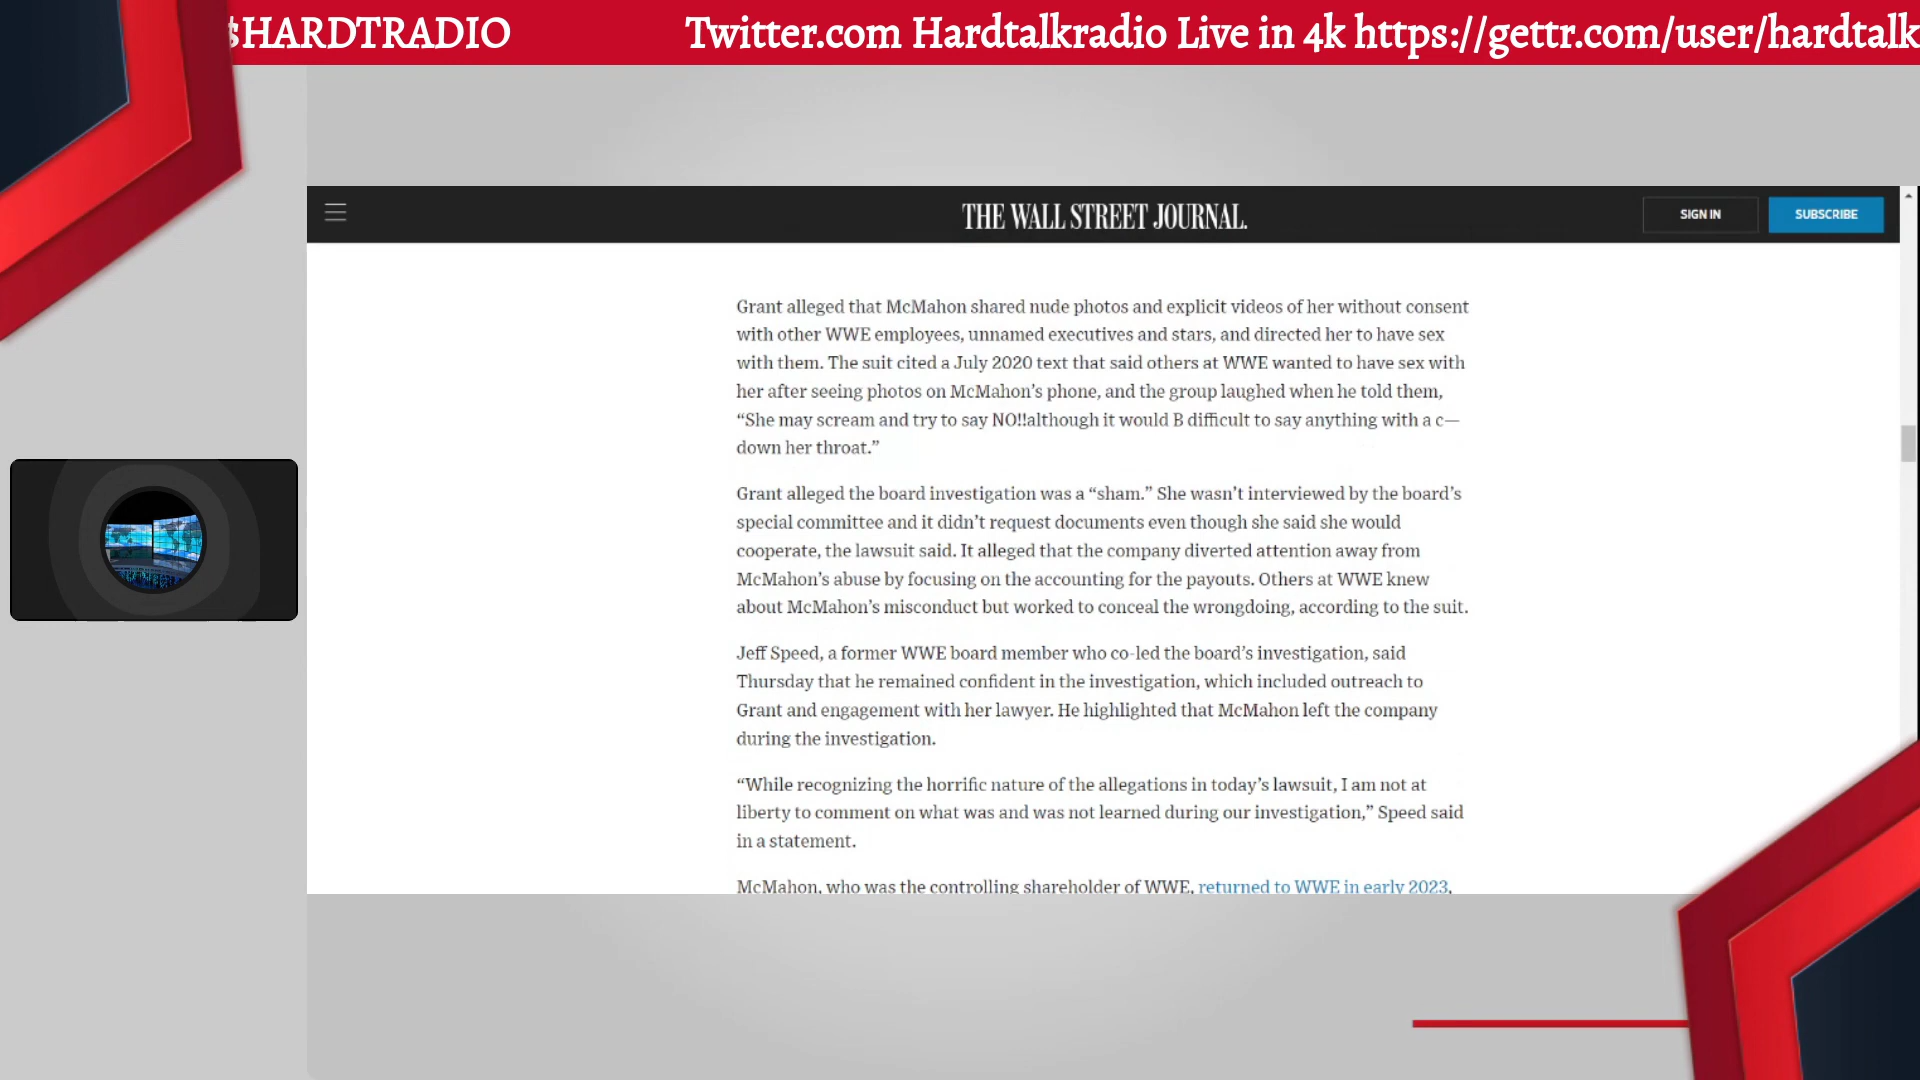 $HARDTRADIO
Twitter.com Hardtalkradio Live in 4k https://gettr.com/user/hardtalk
THE WALL STREET JOURNAL.
SIGN IN
SUBSCRIBE
Grant alleged that McMahon shared nude photos and explicit videos of her without consent
with other WWE employees, unnamed executives and stars, and directed her to have sex
with them. The suit cited a July 2020 text that said others at WWE wanted to have sex with
her after seeing photos on McMahon’s phone, and the group laughed when he told them,
“She may scream and try to say NO!!although it would B difficult to say anything with a c—
down her throat.”
Grant alleged the board investigation was a “sham.” She wasn’t interviewed by the board’s
special committee and it didn’t request documents even though she said she would
cooperate, the lawsuit said. It alleged that the company diverted attention away from
McMahon’s abuse by focusing on the accounting for the payouts. Others at WWE knew
about McMahon’s misconduct but worked to conceal the wrongdoing, according to the suit.
Jeff Speed, a former WWE board member who co-led the board’s investigation, said
Thursday that he remained confident in the investigation, which included outreach to
Grant and engagement with her lawyer. He highlighted that McMahon left the company
during the investigation.
“While recognizing the horrific nature of the allegations in today’s lawsuit, I am not at
liberty to comment on what was and was not learned during our investigation,” Speed said
in a statement.
McMahon, who was the controlling shareholder of WWE, returned to WWE in early 2023,